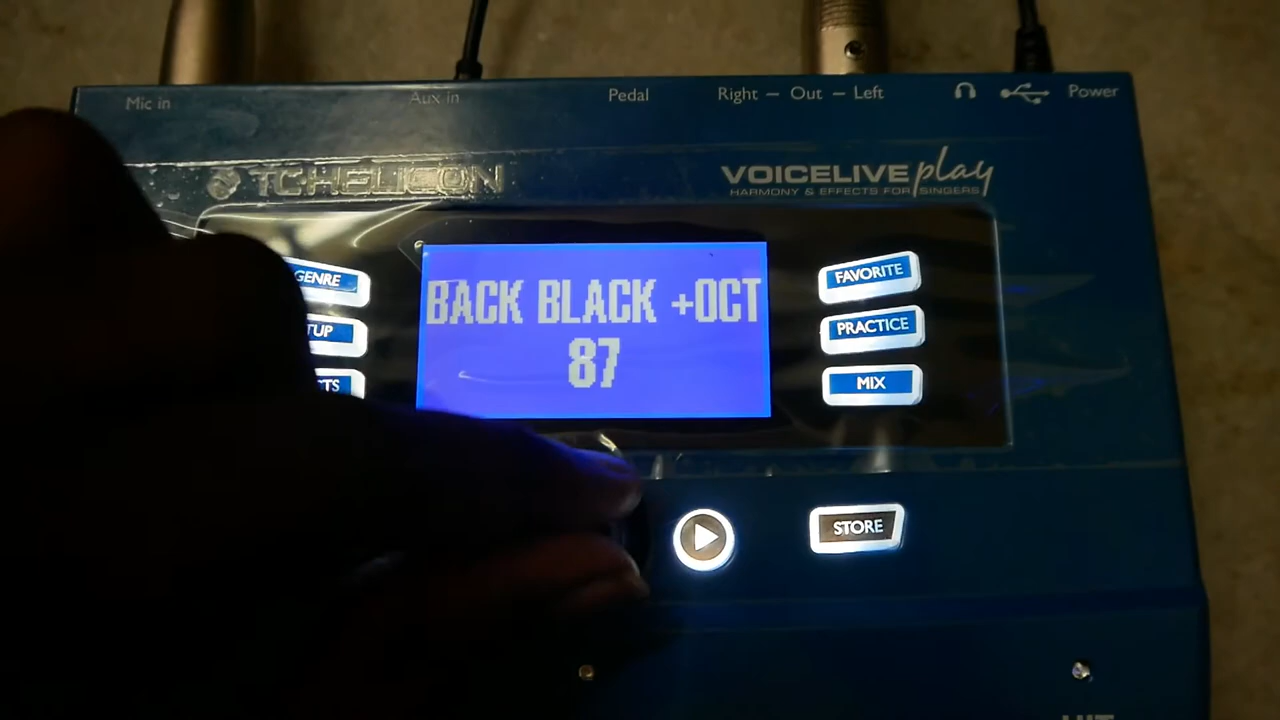 Mic in
Aux in
Pedal
Right – Out – Left
Power
TC HELICON
VOICELIVE play
HARMONY & EFFECTS FOR SINGERS
GENRE
BACK BLACK +OCT
87
FAVORITE
PRACTICE
MIX
STORE